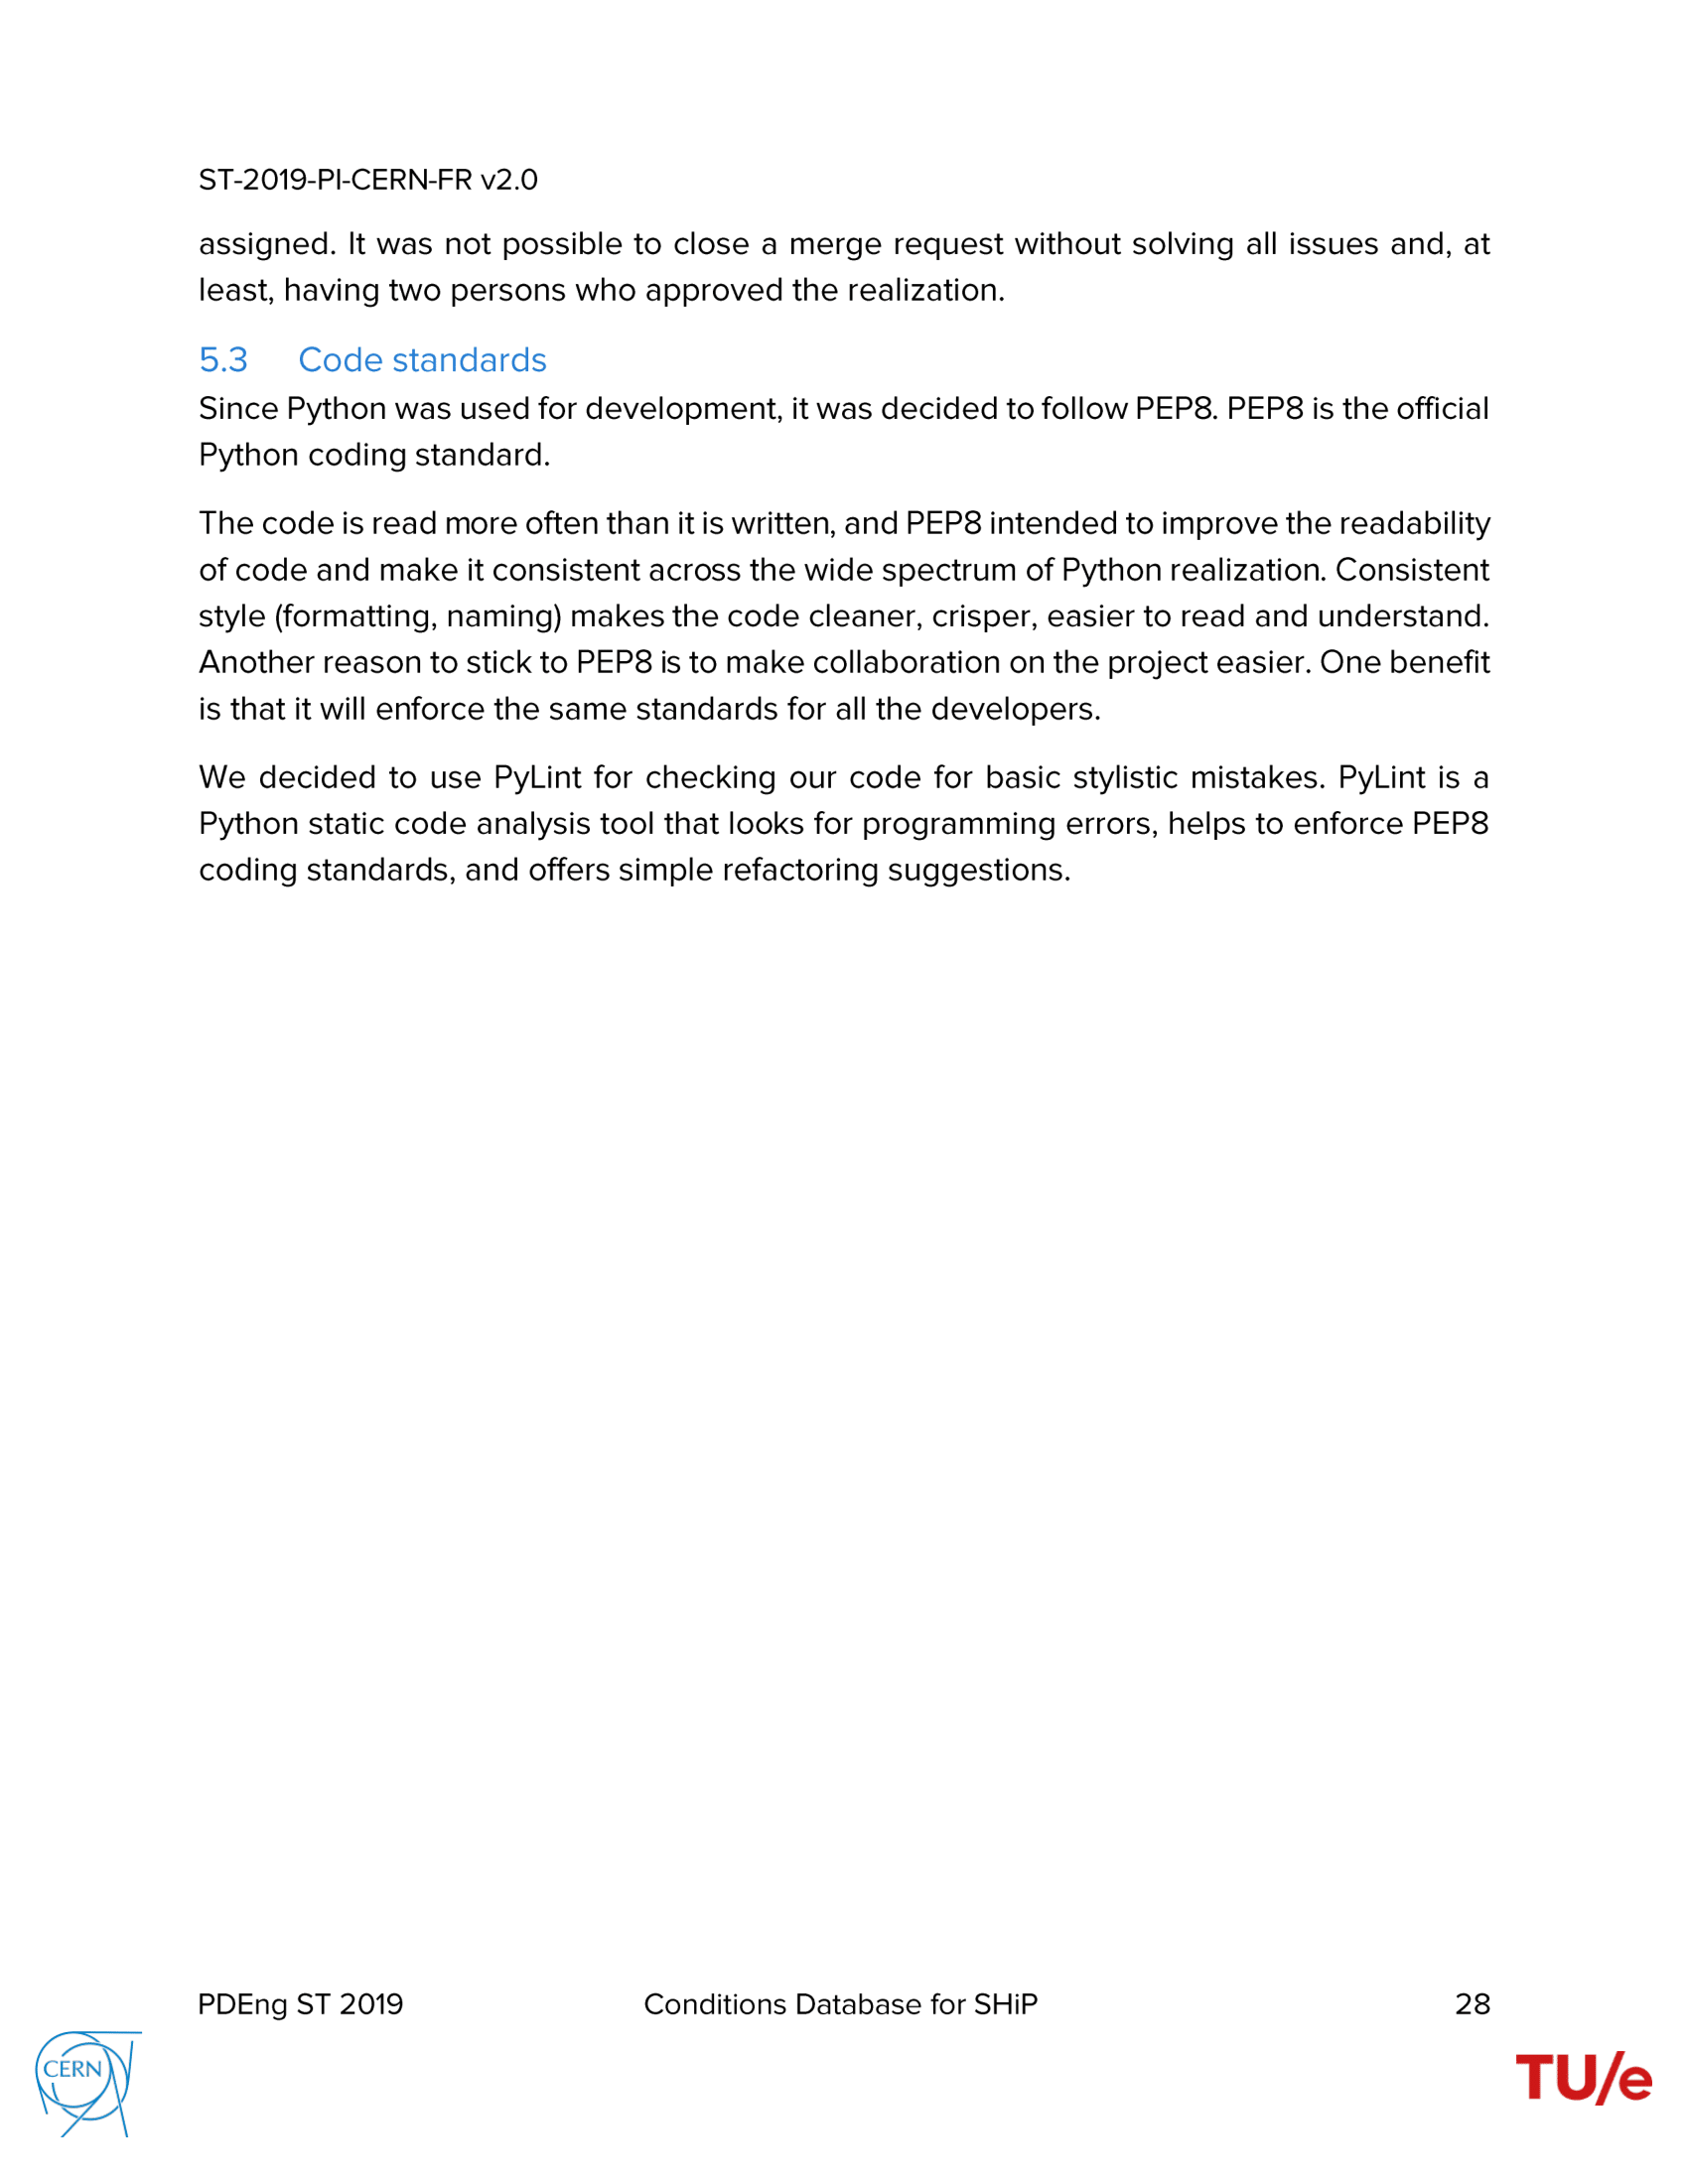 ST-2019-PI-CERN-FR v2.0
assigned. It was not possible to close a merge request without solving all issues and, at
least, having two persons who approved the realization.
5.3 Code standards
Since Python was used for development, it was decided to follow PEP8. PEP8 is the official
Python coding standard.
The code is read more often than it is written, and PEP8 intended to improve the readability
of code and make it consistent across the wide spectrum of Python realization. Consistent
style (formatting, naming) makes the code cleaner, crisper, easier to read and understand.
Another reason to stick to PEP8 is to make collaboration on the project easier. One benefit
is that it will enforce the same standards for all the developers.
We decided to use PyLint for checking our code for basic stylistic mistakes. PyLint is a
Python static code analysis tool that looks for programming errors, helps to enforce PEP8
coding standards, and offers simple refactoring suggestions.
PDEng ST 2019 Conditions Database for SHiP 28
CERN TU/e